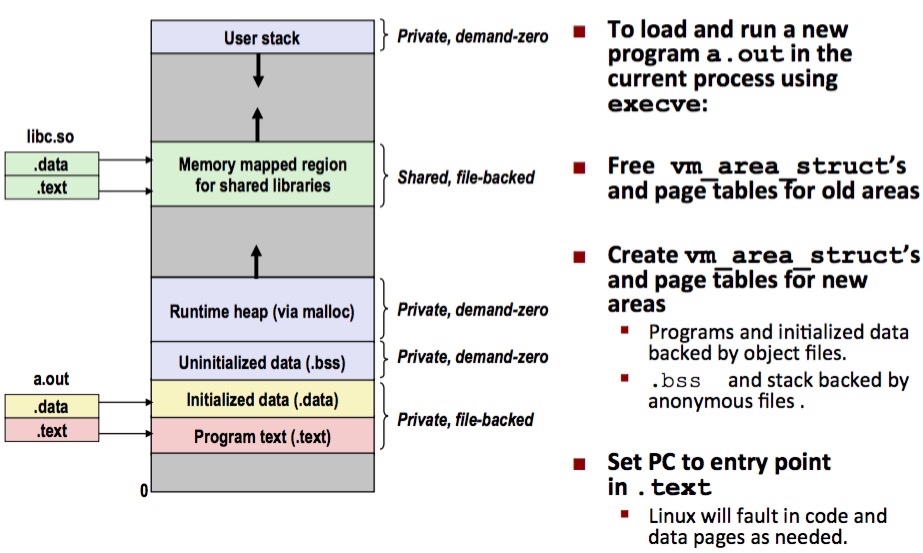 User stack
Private, demand-zero
libc.so
.data
.text
Memory mapped region
for shared libraries
Shared, file-backed
Runtime heap (via malloc)
Private, demand-zero
Uninitialized data (.bss)
Private, demand-zero
a.out
.data
.text
Initialized data (.data)
Program text (.text)
Private, file-backed
0
To load and run a new
program a.out in the
current process using
execve:
Free vm_area_struct's
and page tables for old areas
Create vm_area_struct's
and page tables for new
areas
Programs and initialized data
backed by object files.
.bss and stack backed by
anonymous files .
Set PC to entry point
in .text
Linux will fault in code and
data pages as needed.